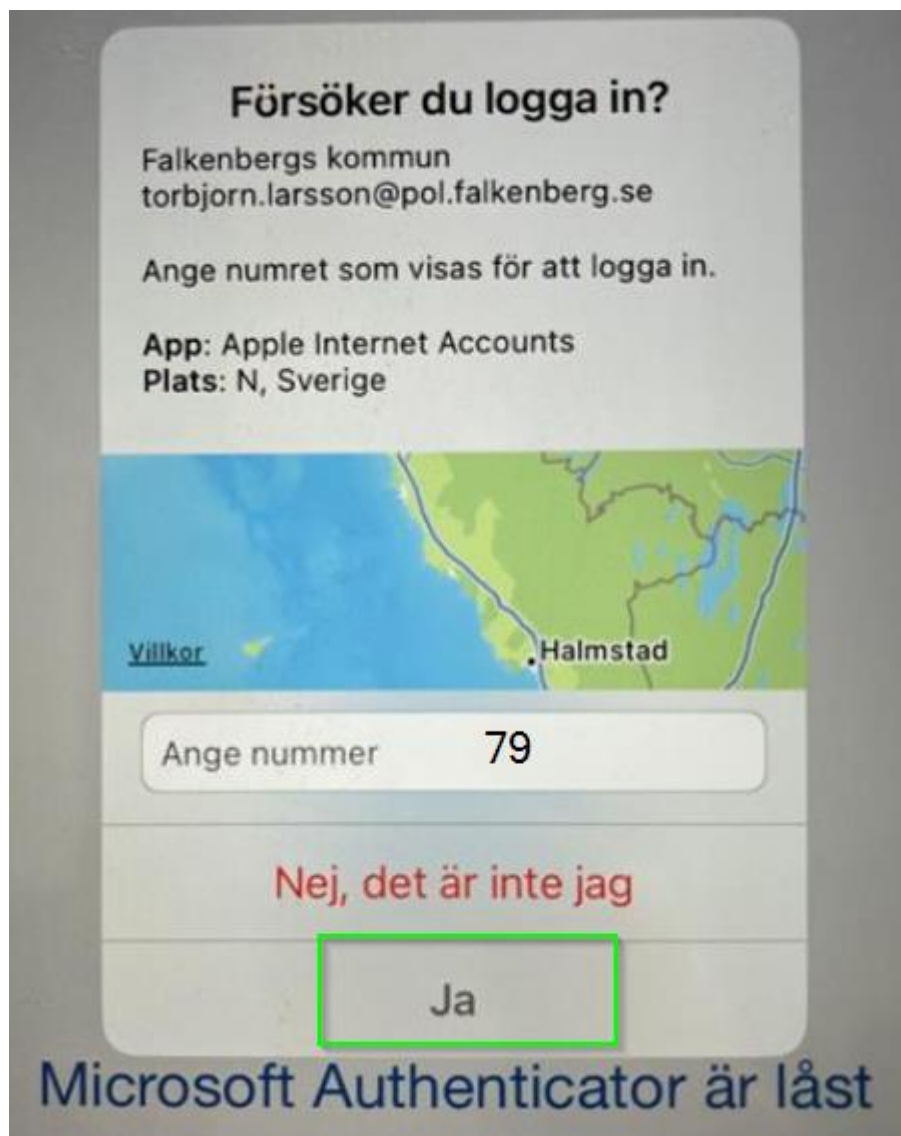 Försöker du logga in?
Falkenbergs kommun
torbjorn.larsson@pol.falkenberg.se
Ange numret som visas för att logga in.
App: Apple Internet Accounts
Plats: N, Sverige
Villkor
Halmstad
Ange nummer 79
Nej, det är inte jag
Ja
Microsoft Authenticator är låst